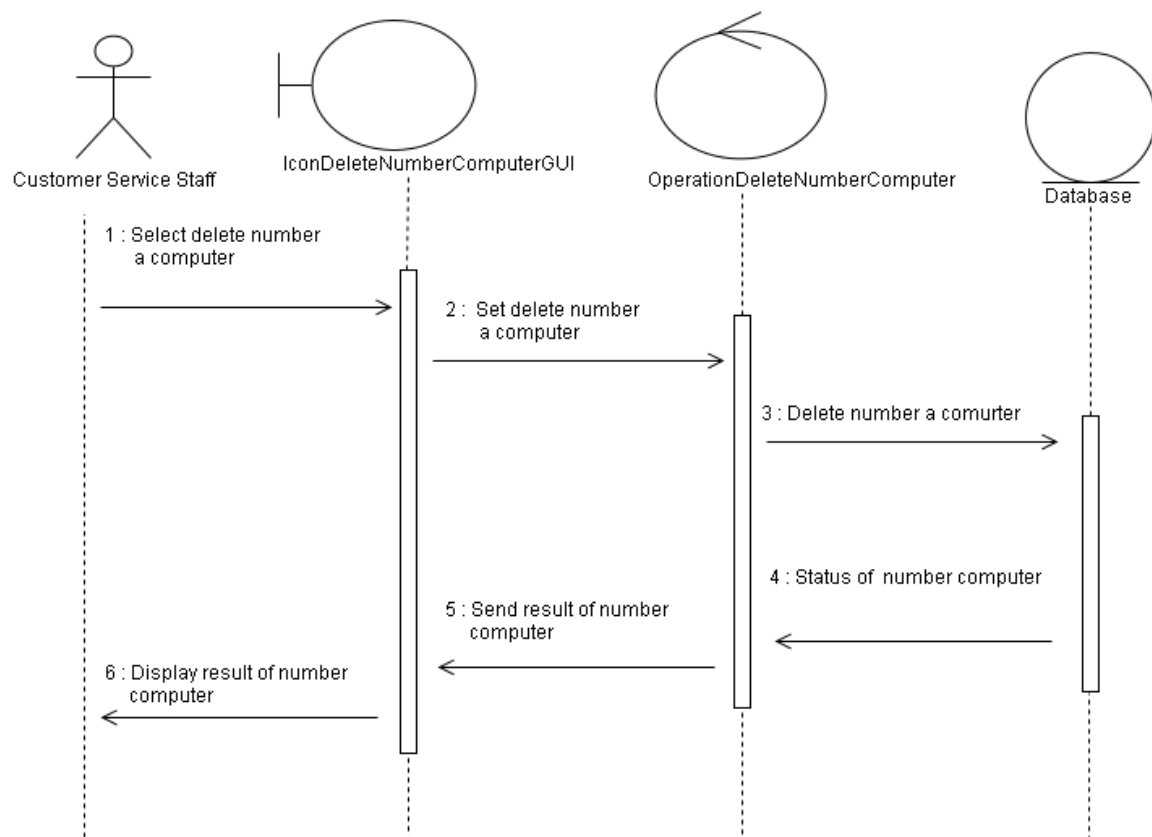 Customer Service Staff
IconDeleteNumberComputerGUI
OperationDeleteNumberComputer
Database
1 : Select delete number
a computer
2 : Set delete number
a computer
3 : Delete number a comurter
4 : Status of number computer
5 : Send result of number
computer
6 : Display result of number
computer